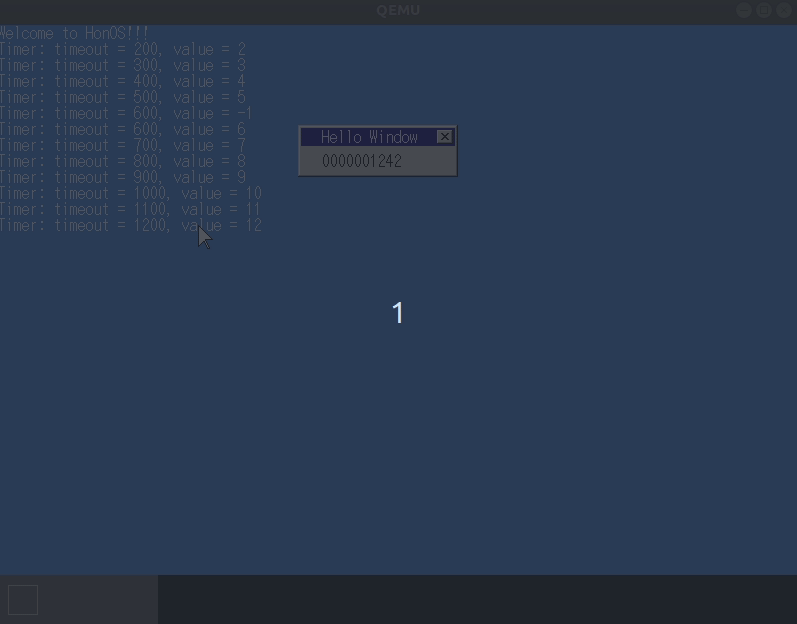 QEMU
Welcome to HonOS!!!
Timer: timeout = 200, value = 2
Timer: timeout = 300, value = 3
Timer: timeout = 400, value = 4
Timer: timeout = 500, value = 5
Timer: timeout = 600, value = -1
Timer: timeout = 600, value = 6
Timer: timeout = 700, value = 7
Timer: timeout = 800, value = 8
Timer: timeout = 900, value = 9
Timer: timeout = 1000, value = 10
Timer: timeout = 1100, value = 11
Timer: timeout = 1200, value = 12
Hello Window
0000001242
1